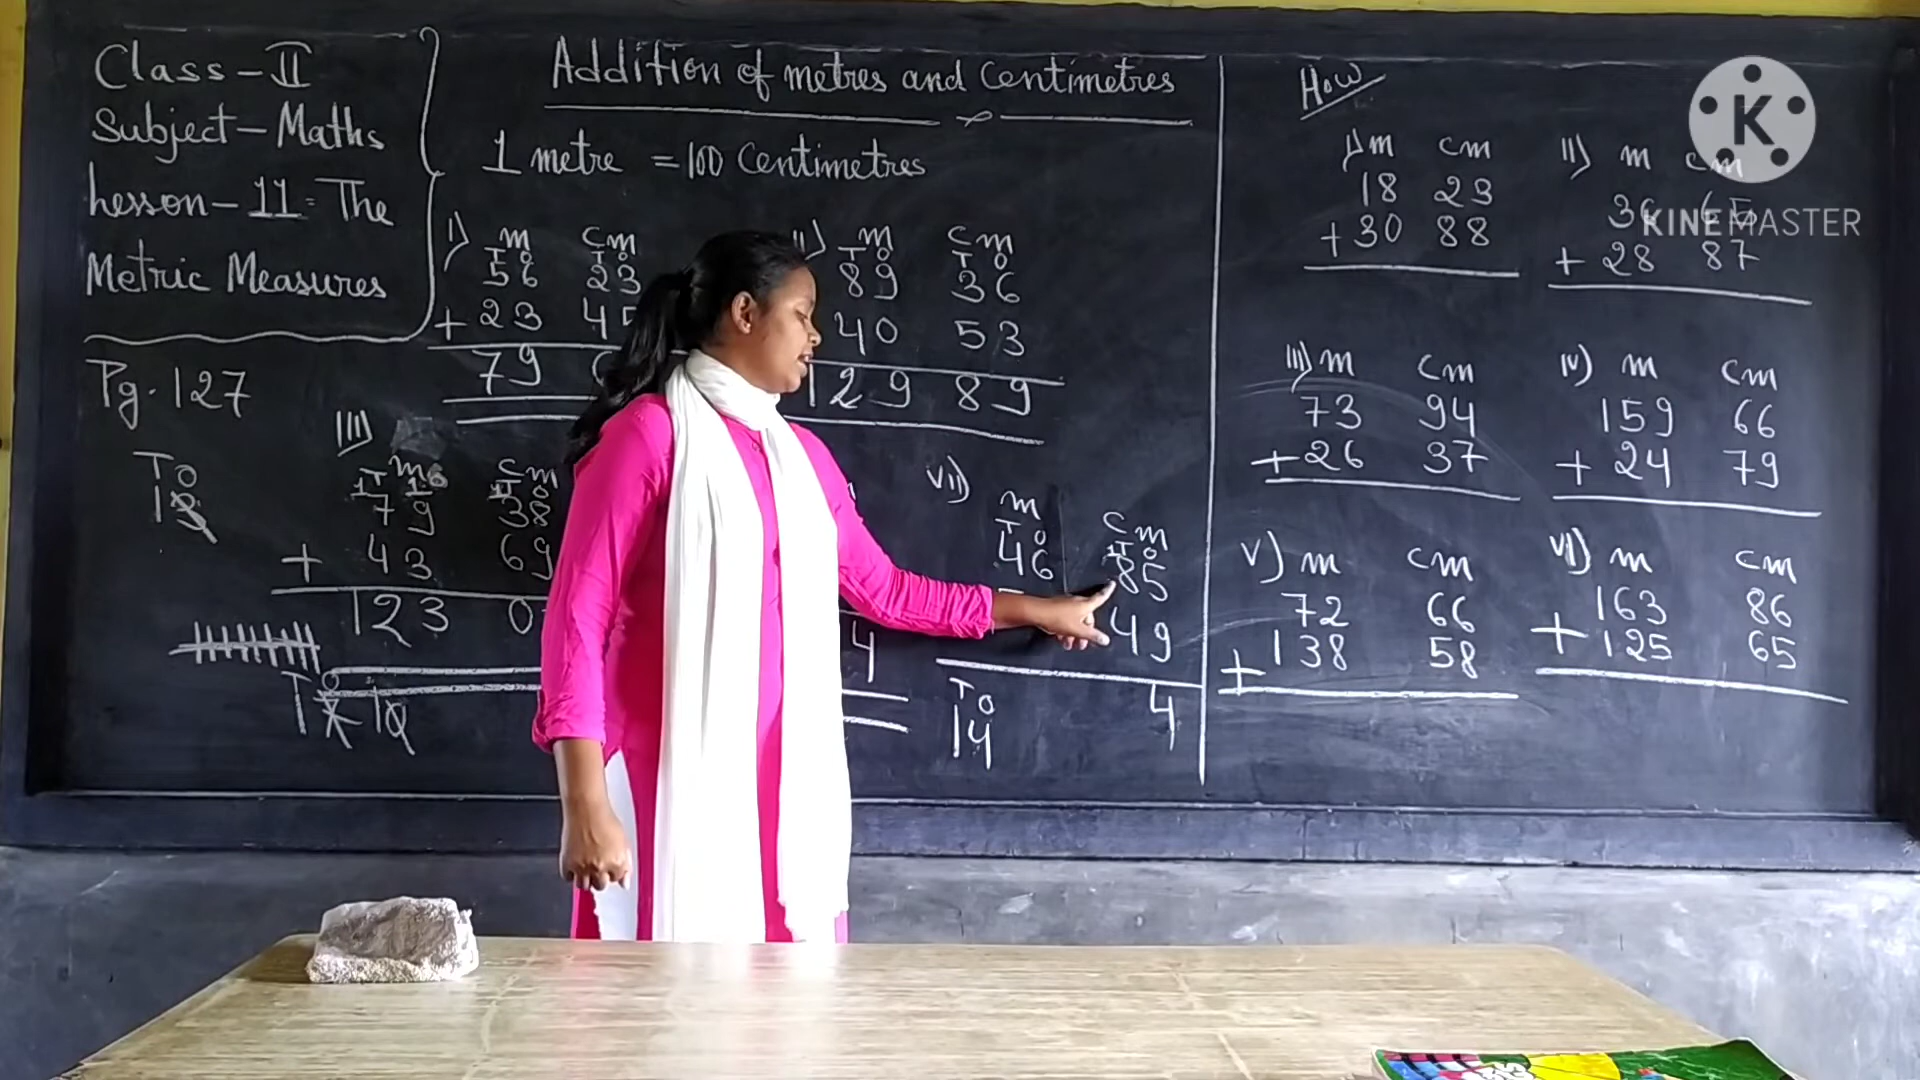 Class-II
Subject-Maths
Lesson-11: The
Metric Measures
Pg. 127
Addition of metres and centimetres
1 metre = 100 Centimetres
I) m cm
T O T O
56 23
+ 23 45
79
II) m cm
T O T O
89 36
40 53
129 89
III)
m cm
T O T O
79 38
+ 43 69
123 0
T O
T O
4
VII)
m cm
T O T O
46 85
49
4
T O
14
How
I) m cm
18 23
+30 88
II) m cm
+ 28 87
III) m cm
73 94
+26 37
IV) m cm
159 66
+ 24 79
V) m cm
72 66
+ 138 58
VI) m cm
163 86
+ 125 65
K
KINEMASTER